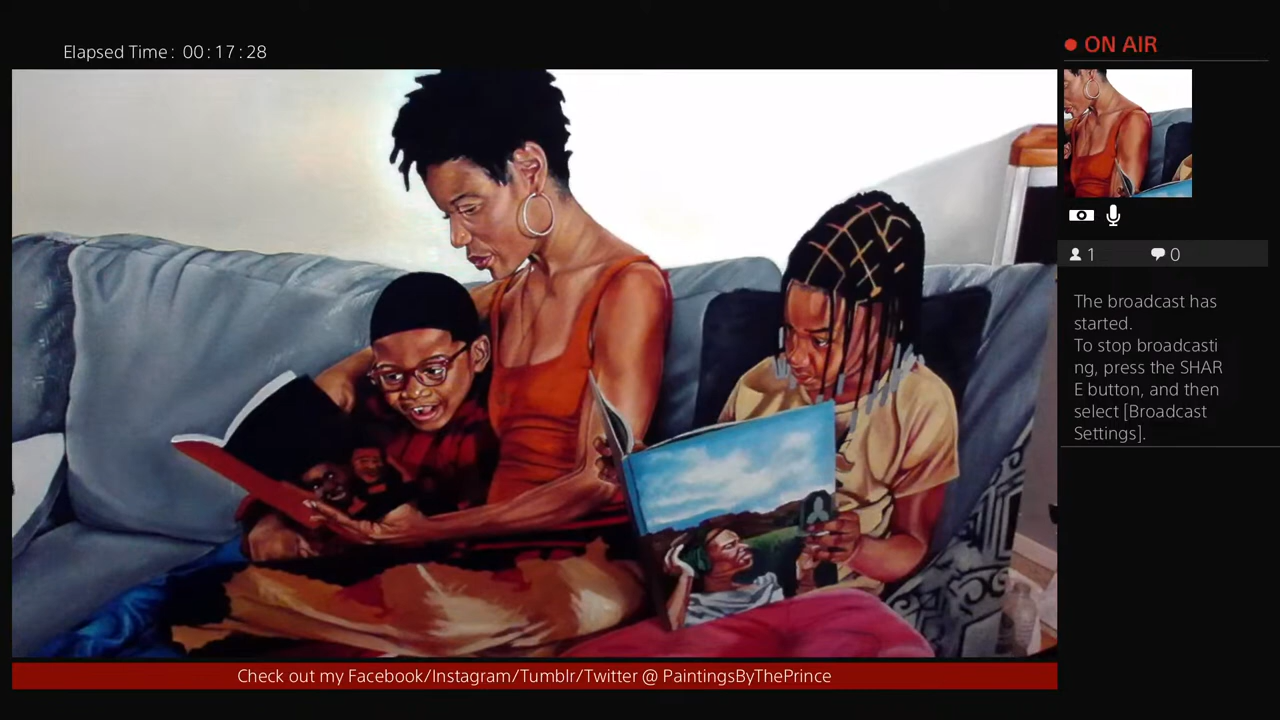 Elapsed Time: 00:17:28
ON AIR
1
0
The broadcast has
started.
To stop broadcasti
ng, press the SHAR
E button, and then
select [Broadcast
Settings].
Check out my Facebook/Instagram/Tumblr/Twitter @ PaintingsByThePrince